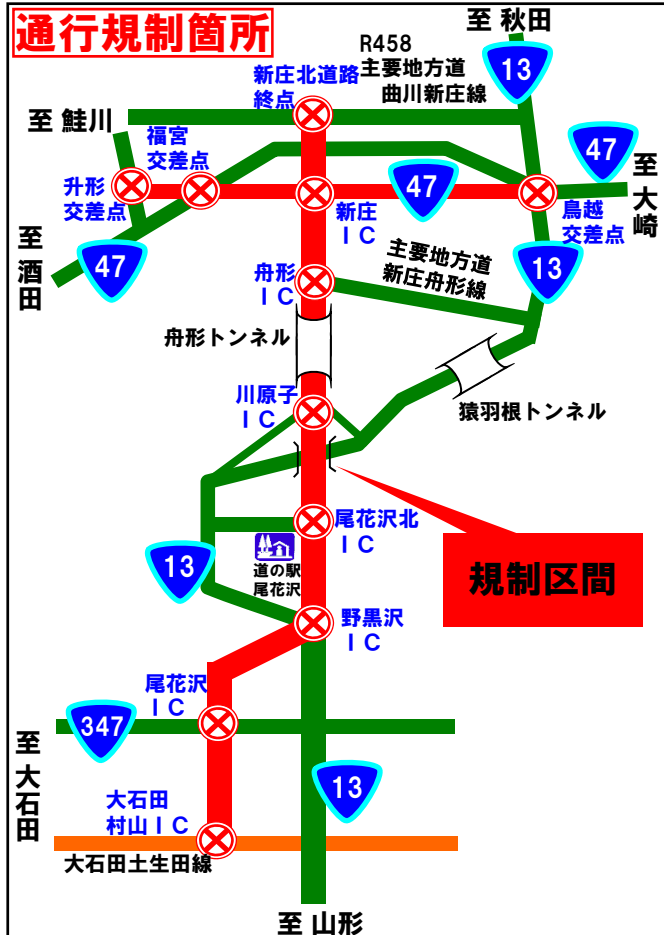 通行規制箇所
至 秋田
13
R458
主要地方道
曲川新庄線
新庄北道路
終点
至 鮭川
福宮
交差点
47
至 大崎
升形
交差点
新庄
ＩＣ
47
鳥越
交差点
至 酒田
47
舟形
ＩＣ
主要地方道
新庄舟形線
13
舟形トンネル
川原子
ＩＣ
猿羽根トンネル
尾花沢北
ＩＣ
規制区間
13
道の駅
尾花沢
野黒沢
ＩＣ
尾花沢
ＩＣ
347
至 大石田
13
大石田
村山ＩＣ
大石田土生田線
至 山形